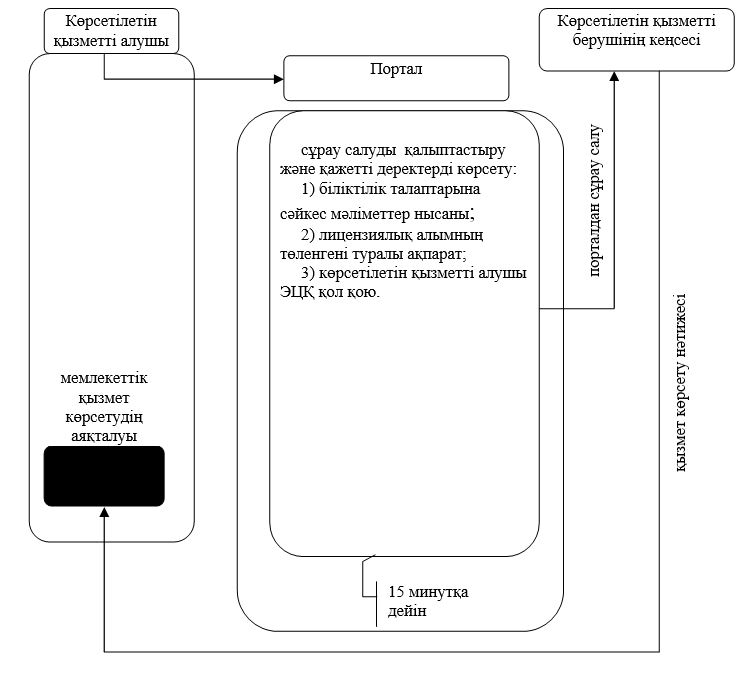 Көрсетілетін
қызметті алушы
Портал
Көрсетілетін қызметті
берушінің кеңсесі
сұрау салуды қалыптастыру
және қажетті деректерді көрсету:
1) біліктілік талаптарына
сәйкес мәліметтер нысаны;
2) лицензиялық алымның
төленгені туралы ақпарат;
3) көрсетілетін қызметті алушы
ЭЦҚ қол қою.
порталдан сұрау салу
қызмет көрсету нәтижесі
мемлекеттік
қызмет
көрсетудің
аяқталуы
15 минутқа
дейін